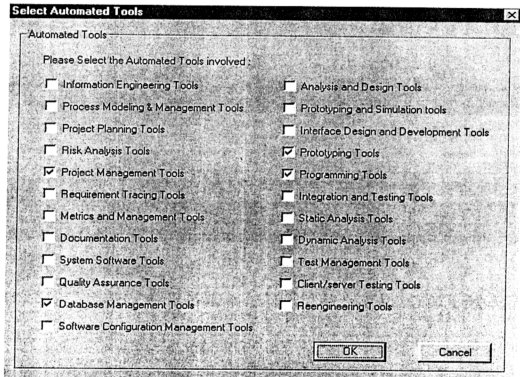 Select Automated Tools
Automated Tools
Please Select the Automated Tools involved :
Information Engineering Tools
Process Modeling & Management Tools
Project Planning Tools
Risk Analysis Tools
Project Management Tools
Requirement Tracing Tools
Metrics and Management Tools
Documentation Tools
System Software Tools
Quality Assurance Tools
Database Management Tools
Software Configuration Management Tools
Analysis and Design Tools
Prototyping and Simulation tools
Interface Design and Development Tools
Prototyping Tools
Programming Tools
Integration and Testing Tools
Static Analysis Tools
Dynamic Analysis Tools
Test Management Tools
Client/server Testing Tools
Reengineering Tools
OK
Cancel